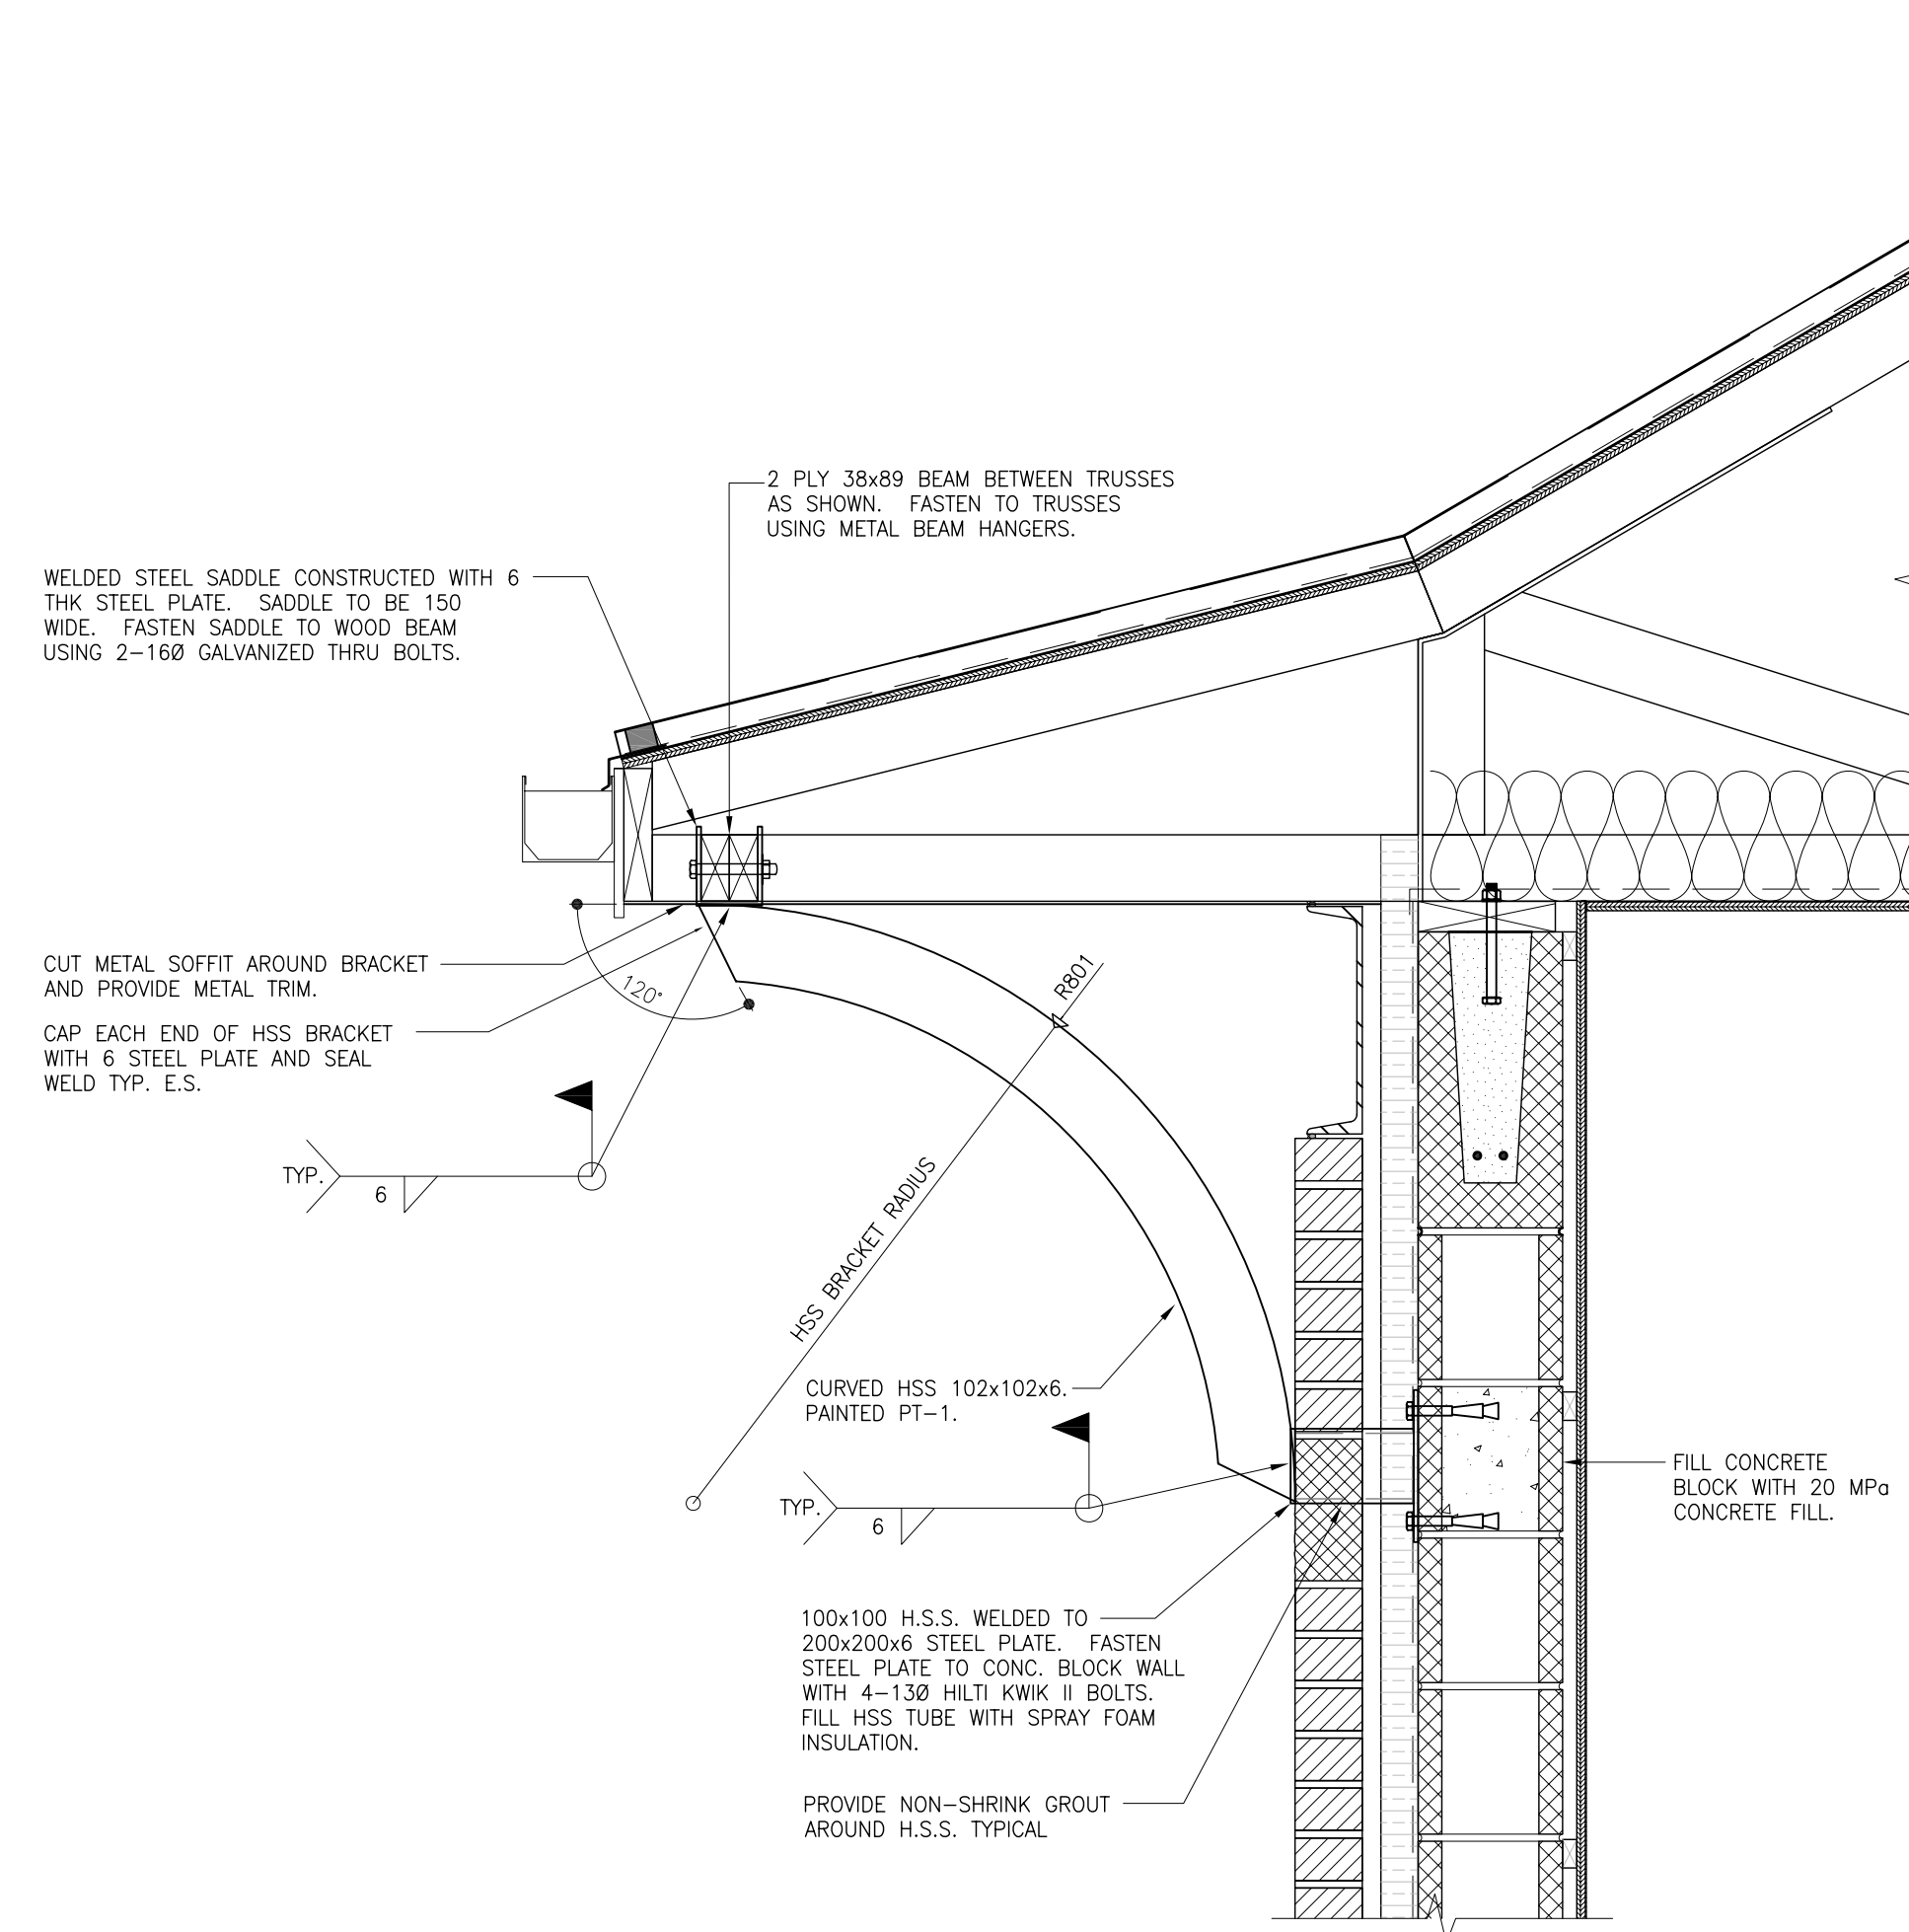 2 PLY 38x89 BEAM BETWEEN TRUSSES
AS SHOWN. FASTEN TO TRUSSES
USING METAL BEAM HANGERS.
WELDED STEEL SADDLE CONSTRUCTED WITH 6
THK STEEL PLATE. SADDLE TO BE 150
WIDE. FASTEN SADDLE TO WOOD BEAM
USING 2-16Ø GALVANIZED THRU BOLTS.
CUT METAL SOFFIT AROUND BRACKET
AND PROVIDE METAL TRIM.
120°
R801
CAP EACH END OF HSS BRACKET
WITH 6 STEEL PLATE AND SEAL
WELD TYP. E.S.
TYP.
6
HSS BRACKET RADIUS
CURVED HSS 102x102x6.
PAINTED PT-1.
TYP.
6
FILL CONCRETE
BLOCK WITH 20 MPa
CONCRETE FILL.
100x100 H.S.S. WELDED TO
200x200x6 STEEL PLATE. FASTEN
STEEL PLATE TO CONC. BLOCK WALL
WITH 4-13Ø HILTI KWIK II BOLTS.
FILL HSS TUBE WITH SPRAY FOAM
INSULATION.
PROVIDE NON-SHRINK GROUT
AROUND H.S.S. TYPICAL